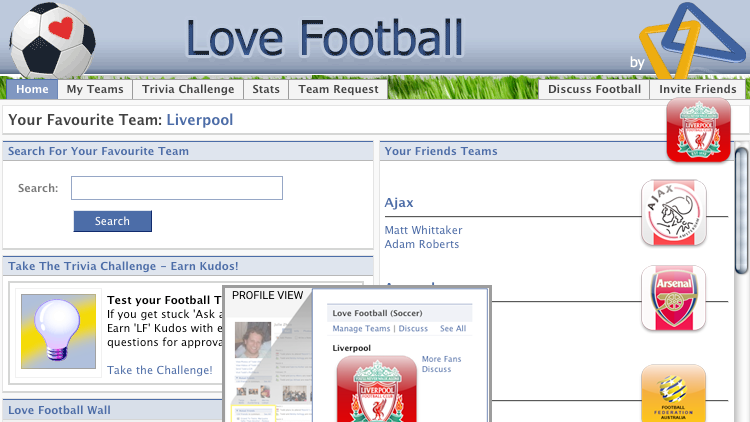 Love Football
by
Home
My Teams
Trivia Challenge
Stats
Team Request
Discuss Football
Invite Friends
Your Favourite Team: Liverpool
LIVERPOOL
FOOTBALL CLUB
Search For Your Favourite Team
Search:
Search
Your Friends Teams
Ajax
AJAX
AMSTERDAM
Matt Whittaker
Adam Roberts
Arsenal
Take The Trivia Challenge – Earn Kudos!
Test your Football T
If you get stuck 'Ask a
Earn 'LF' Kudos with e
questions for approva
Take the Challenge!
PROFILE VIEW
Love Football (Soccer)
Manage Teams | Discuss
See All
Liverpool
More Fans
Discuss
LIVERPOOL
FOOTBALL CLUB
FOOTBALL
FEDERATION
AUSTRALIA
Love Football Wall